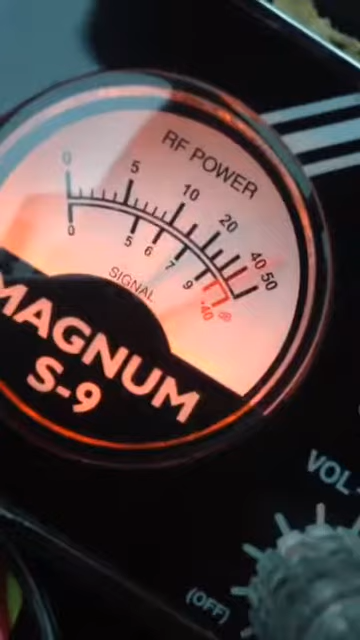 RF POWER
0 5 10 20 40 50
0 5 6 7 9 40 dB
SIGNAL
MAGNUM
S-9
VOL-
(OFF)